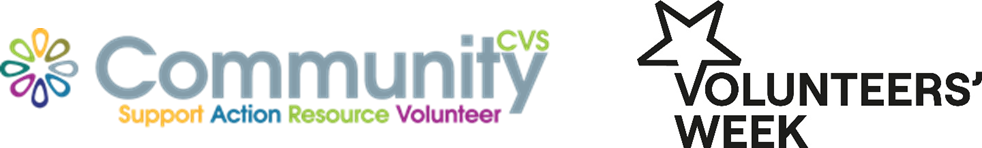 Community CVS
Support Action Resource Volunteer
VOLUNTEERS'
WEEK